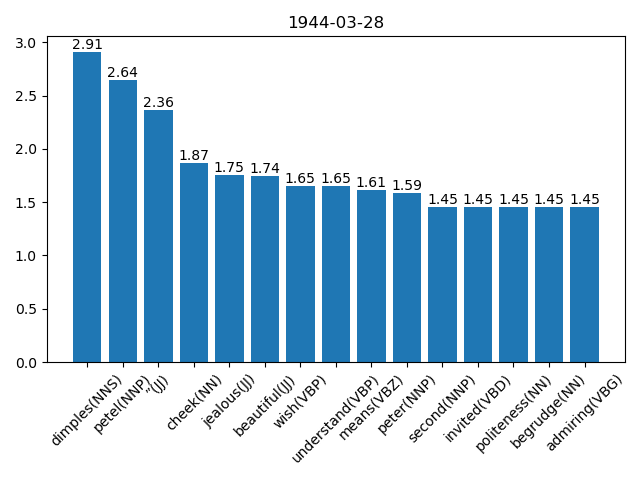 1944-03-28
3.0
2.5
2.0
1.5
1.0
0.5
0.0
2.91
2.64
2.36
1.87
1.75
1.74
1.65
1.65
1.61
1.59
1.45
1.45
1.45
1.45
1.45
dimples(NNS)
petel(NNP)
”(JJ)
cheek(NN)
jealous(JJ)
beautiful(JJ)
wish(VBP)
understand(VBP)
means(VBZ)
peter(NNP)
second(NNP)
invited(VBD)
politeness(NN)
begrudge(NN)
admiring(VBG)